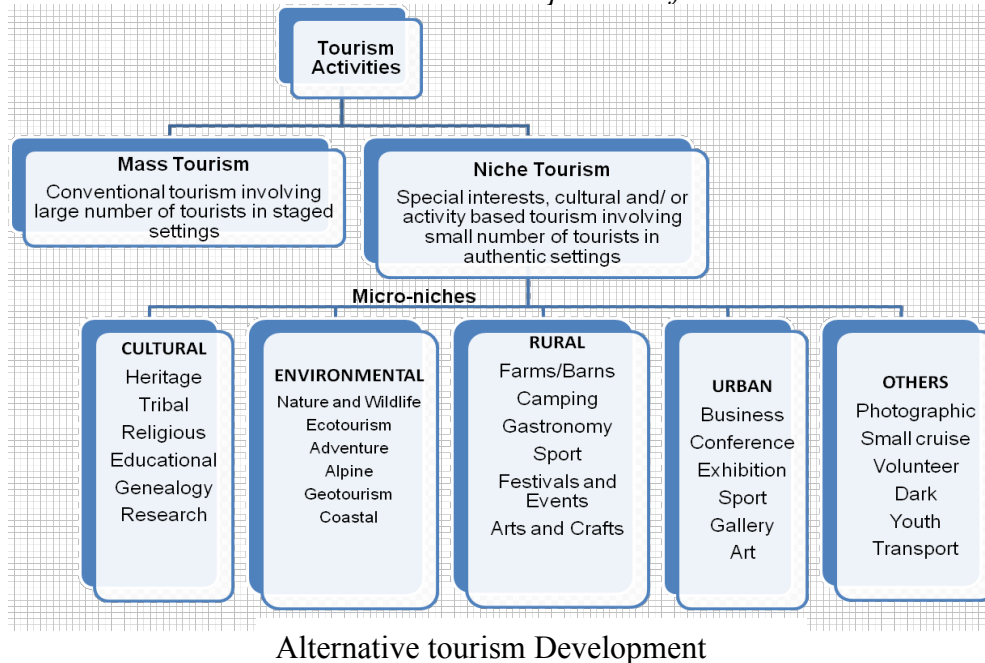 Tourism
Activities
Mass Tourism
Conventional tourism involving
large number of tourists in staged
settings
Niche Tourism
Special interests, cultural and/ or
activity based tourism involving
small number of tourists in
authentic settings
Micro-niches
CULTURAL
Heritage
Tribal
Religious
Educational
Genealogy
Research
ENVIRONMENTAL
Nature and Wildlife
Ecotourism
Adventure
Alpine
Geotourism
Coastal
RURAL
Farms/Barns
Camping
Gastronomy
Sport
Festivals and
Events
Arts and Crafts
URBAN
Business
Conference
Exhibition
Sport
Gallery
Art
OTHERS
Photographic
Small cruise
Volunteer
Dark
Youth
Transport
Alternative tourism Development